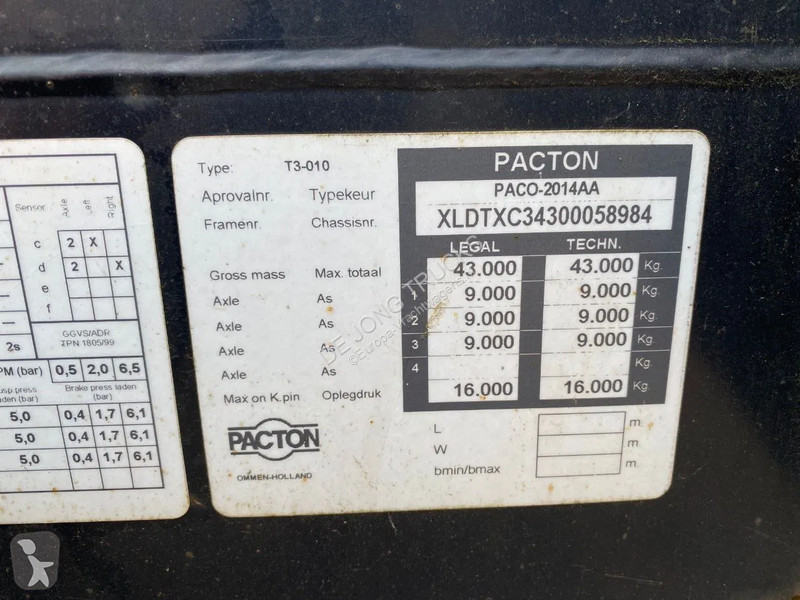 Sensor Axle Left Right
c 2 X
d 2 X
e
f
2s
GGVS/ADR
TPN 1805/99
PM (bar) 0,5 2,0 6,5
press
(bar) Brake press laden
(bar)
5,0 0,4 1,7 6,1
5,0 0,4 1,7 6,1
5,0 0,4 1,7 6,1
Type: T3-010
Aprovalnr. Typekeur
Framenr. Chassisnr.
Gross mass Max. totaal
Axle As
Axle As
Axle As
Axle As
Max on K.pin Oplegdruk
PACTON
OMMEN-HOLLAND
PACTON
PACO-2014AA
XLDTXC34300058984
LEGAL TECHN.
43.000 43.000 Kg.
1 9.000 9.000 Kg.
2 9.000 9.000 Kg.
3 9.000 9.000 Kg.
4
16.000 16.000 Kg
L m.
W m.
bmin/bmax m.
DE JONG TRUCKS
©Europe-Vrachtwagens